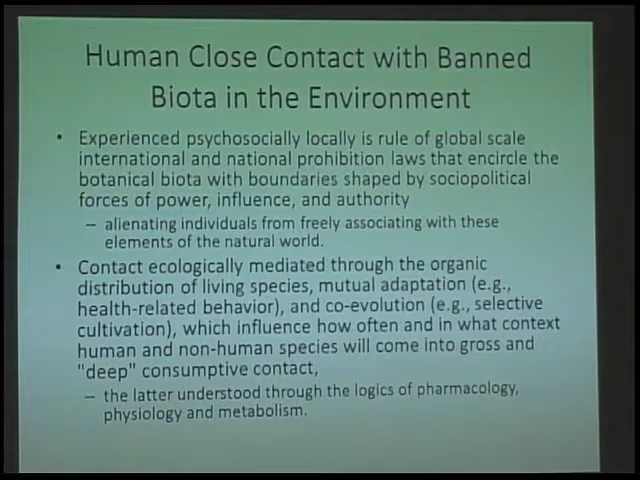 Human Close Contact with Banned
Biota in the Environment
• Experienced psychosocially locally is rule of global scale
international and national prohibition laws that encircle the
botanical biota with boundaries shaped by sociopolitical
forces of power, influence, and authority
– alienating individuals from freely associating with these
elements of the natural world.
• Contact ecologically mediated through the organic
distribution of living species, mutual adaptation (e.g.,
health-related behavior), and co-evolution (e.g., selective
cultivation), which influence how often and in what context
human and non-human species will come into gross and
"deep" consumptive contact,
– the latter understood through the logics of pharmacology,
physiology and metabolism.